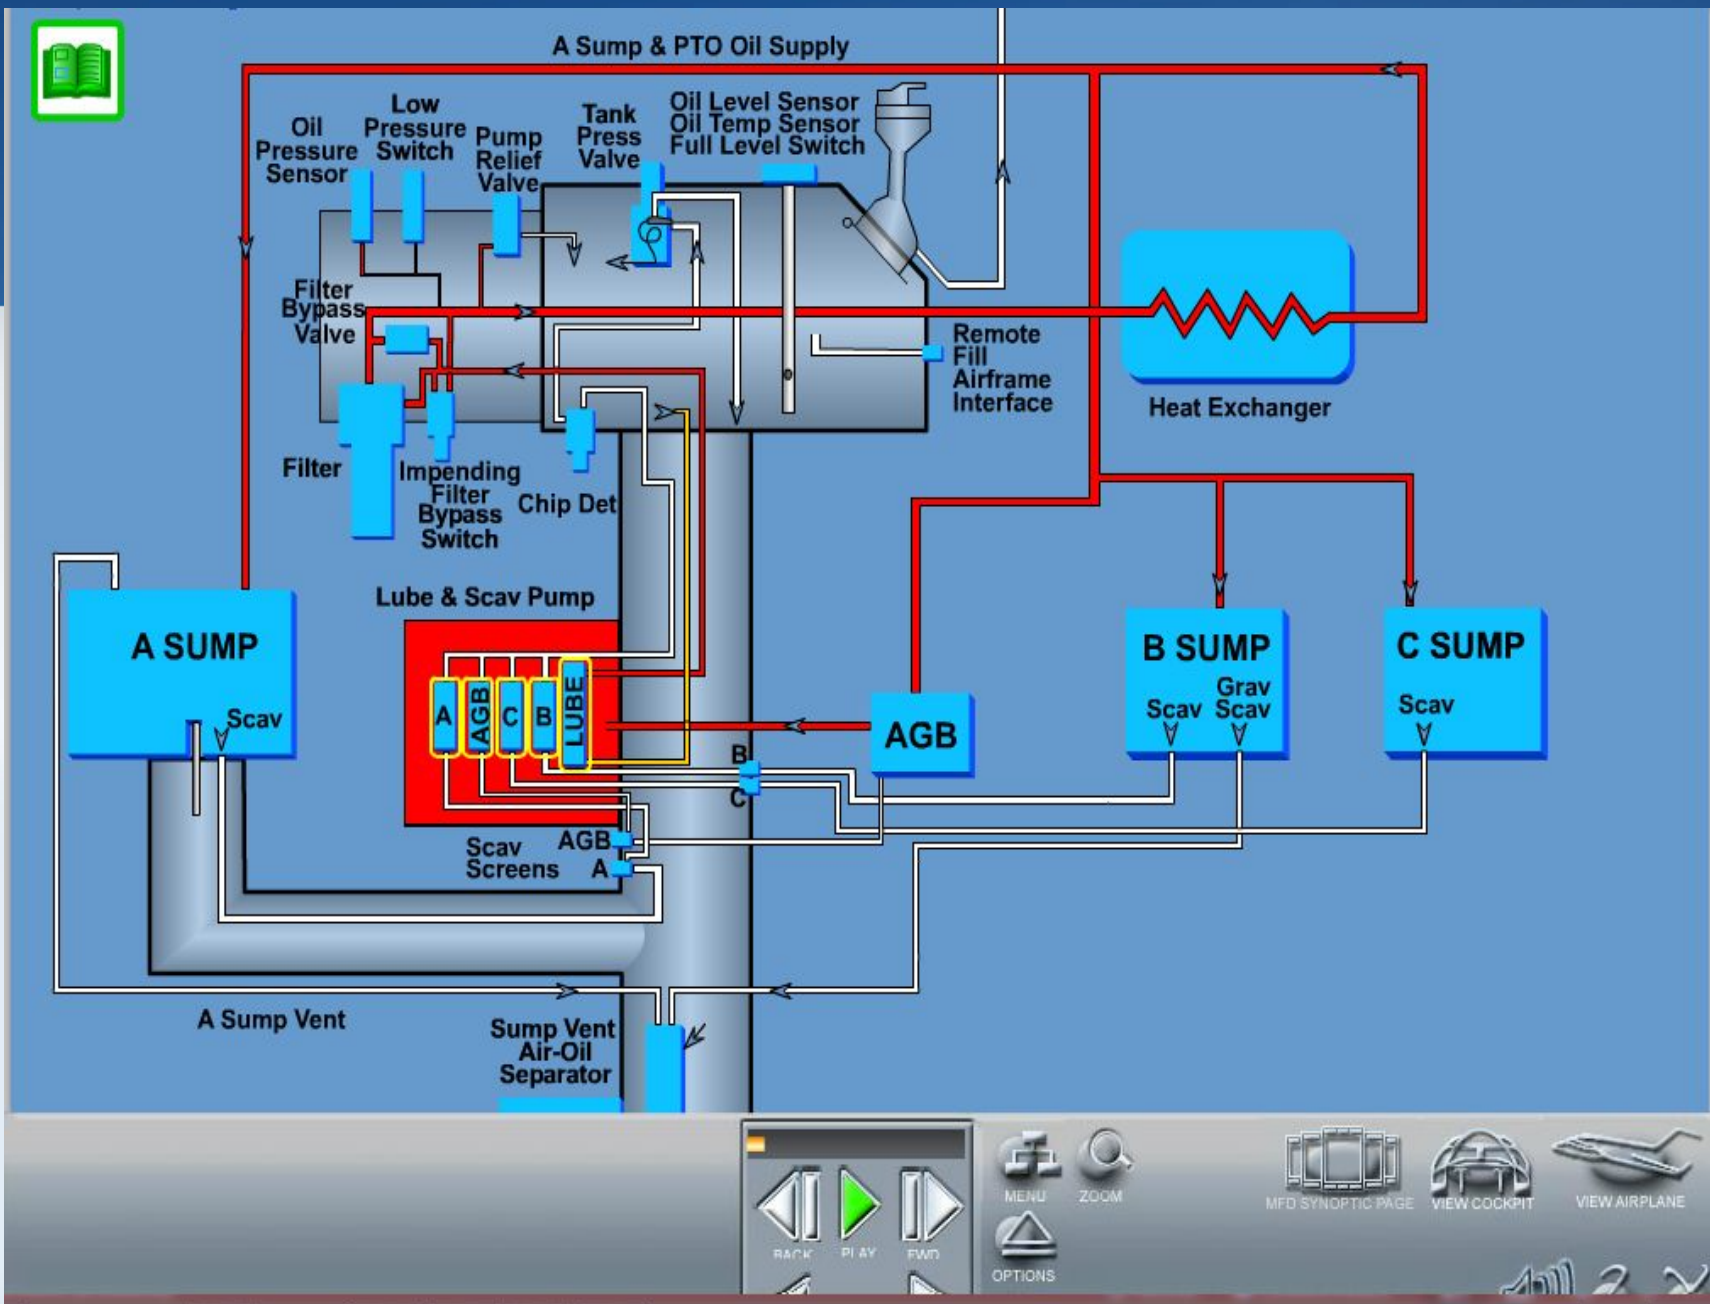 A Sump & PTO Oil Supply
Oil
Pressure
Sensor
Low
Pressure
Switch
Pump
Relief
Valve
Tank
Press
Valve
Oil Level Sensor
Oil Temp Sensor
Full Level Switch
Filter
Bypass
Valve
Remote
Fill
Airframe
Interface
Heat Exchanger
Filter
Impending
Filter
Bypass
Switch
Chip Det
Lube & Scav Pump
A SUMP
Scav
A
AGB
C
B
LUBE
B
C
AGB
B SUMP
Scav
Grav
Scav
C SUMP
Scav
Scav
Screens
AGB
A
A Sump Vent
Sump Vent
Air-Oil
Separator
BACK
PLAY
FWD
MENU
ZOOM
OPTIONS
MFD SYNOPTIC PAGE
VIEW COCKPIT
VIEW AIRPLANE